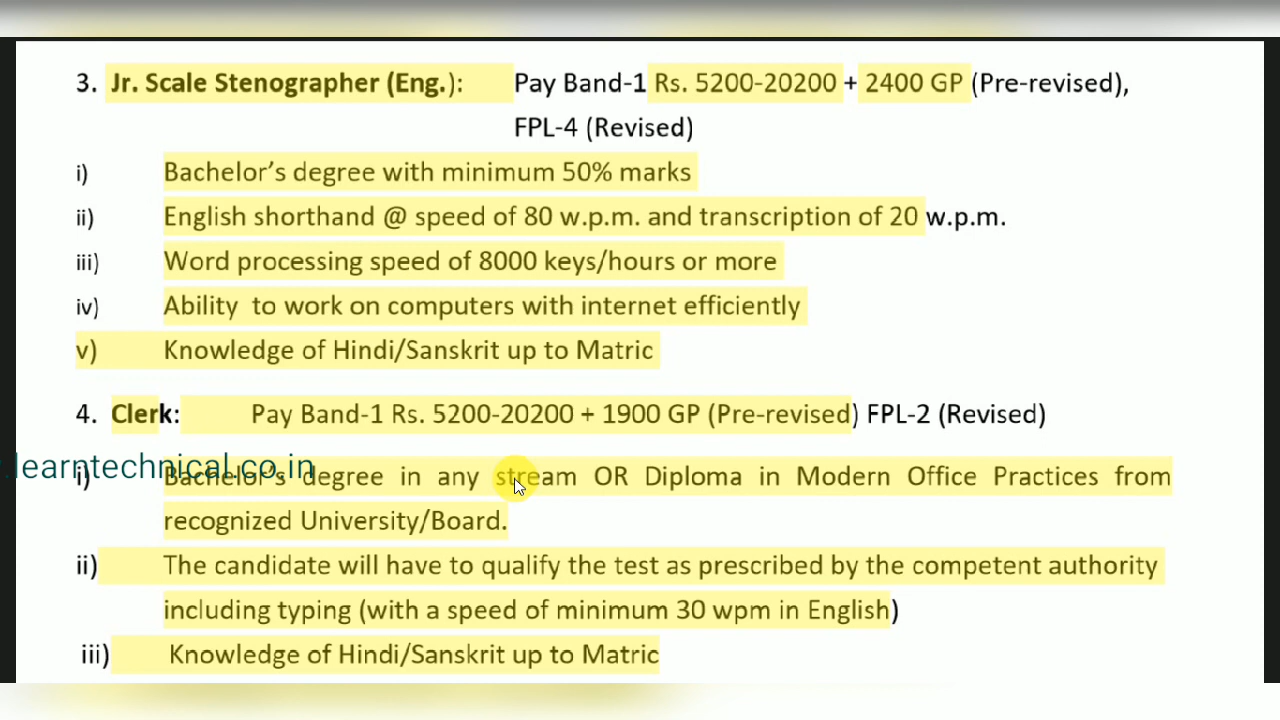 3. Jr. Scale Stenographer (Eng.): Pay Band-1 Rs. 5200-20200 + 2400 GP (Pre-revised),
FPL-4 (Revised)
i) Bachelor's degree with minimum 50% marks
ii) English shorthand @ speed of 80 w.p.m. and transcription of 20 w.p.m.
iii) Word processing speed of 8000 keys/hours or more
iv) Ability to work on computers with internet efficiently
v) Knowledge of Hindi/Sanskrit up to Matric
4. Clerk: Pay Band-1 Rs. 5200-20200 + 1900 GP (Pre-revised) FPL-2 (Revised)
.learntechnical.co.in
i) Bachelor's degree in any stream OR Diploma in Modern Office Practices from
recognized University/Board.
ii) The candidate will have to qualify the test as prescribed by the competent authority
including typing (with a speed of minimum 30 wpm in English)
iii) Knowledge of Hindi/Sanskrit up to Matric